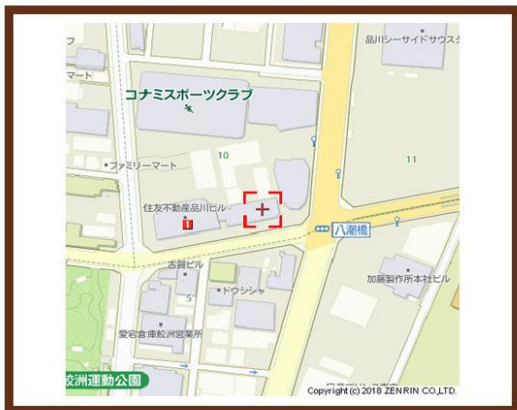 7
品川シーサイドサウス
フ
マート
コナミスポーツクラブ
10
11
ファミリーマート
住友不動産品川ビル
八潮橋
古賀ビル
加藤製作所本社ビル
5
ドウシシャ
愛宕倉庫鮫洲営業所
鮫洲運動公園
Copyright (c) 2018 ZENRIN CO.,LTD.